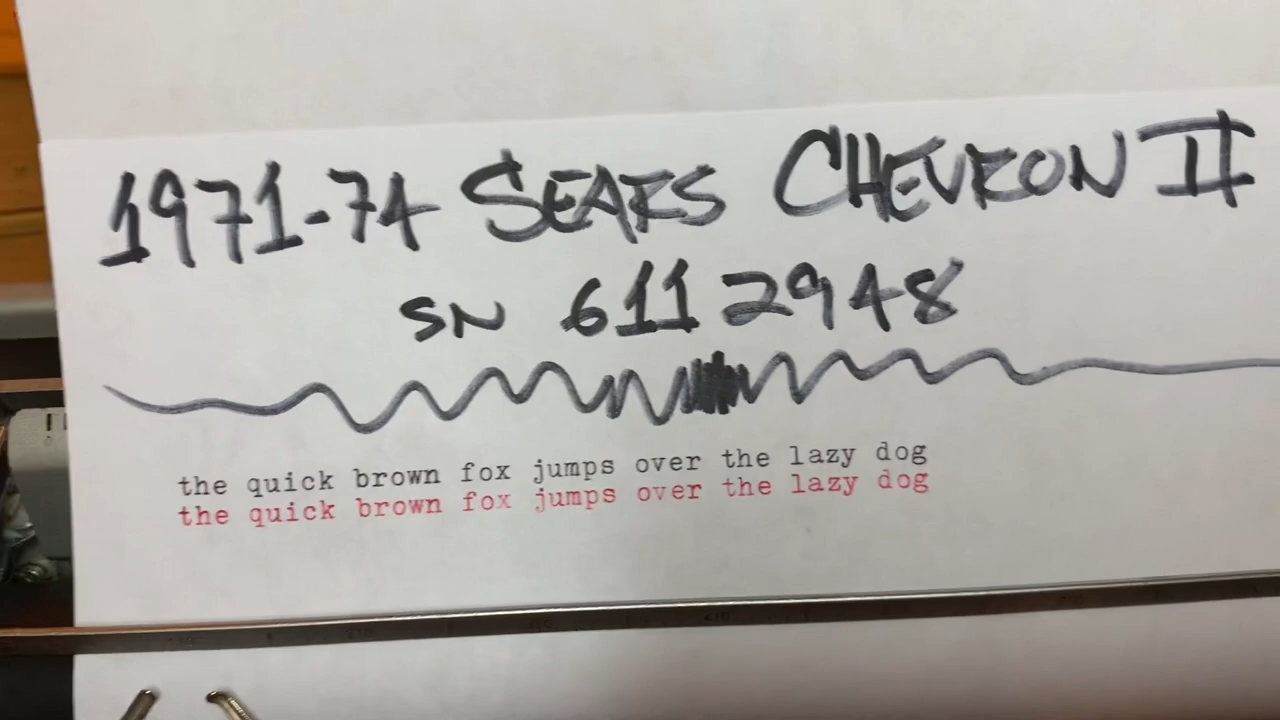 1971-74 SEARS CHEVRON II
SN 6112948
the quick brown fox jumps over the lazy dog
the quick brown fox jumps over the lazy dog